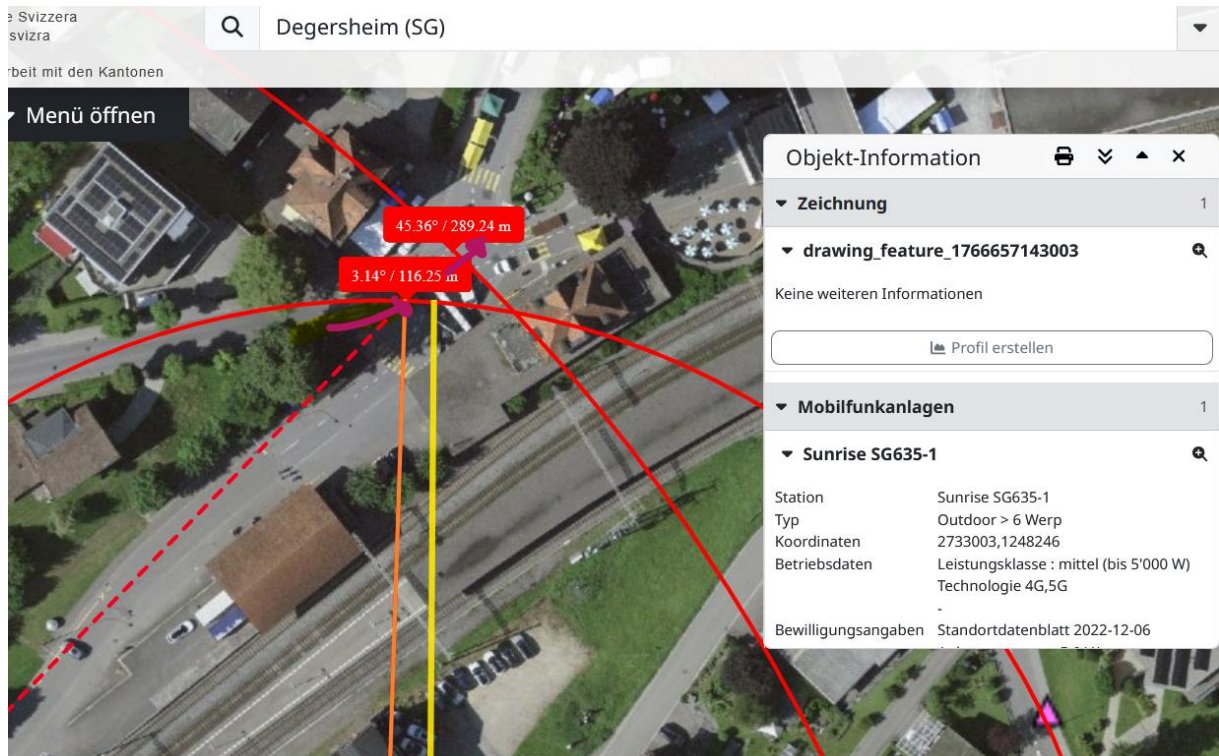 e Svizzera
svizra
rbeit mit den Kantonen
Degersheim (SG)
Menü öffnen
45.36° / 289.24 m
3.14° / 116.25 m
Objekt-Information
Zeichnung 1
drawing_feature_1766657143003
Keine weiteren Informationen
Profil erstellen
Mobilfunkanlagen 1
Sunrise SG635-1
Station Sunrise SG635-1
Typ Outdoor > 6 Werp
Koordinaten 2733003,1248246
Betriebsdaten Leistungsklasse : mittel (bis 5'000 W)
Technologie 4G,5G
-
Bewilligungsangaben Standortdatenblatt 2022-12-06